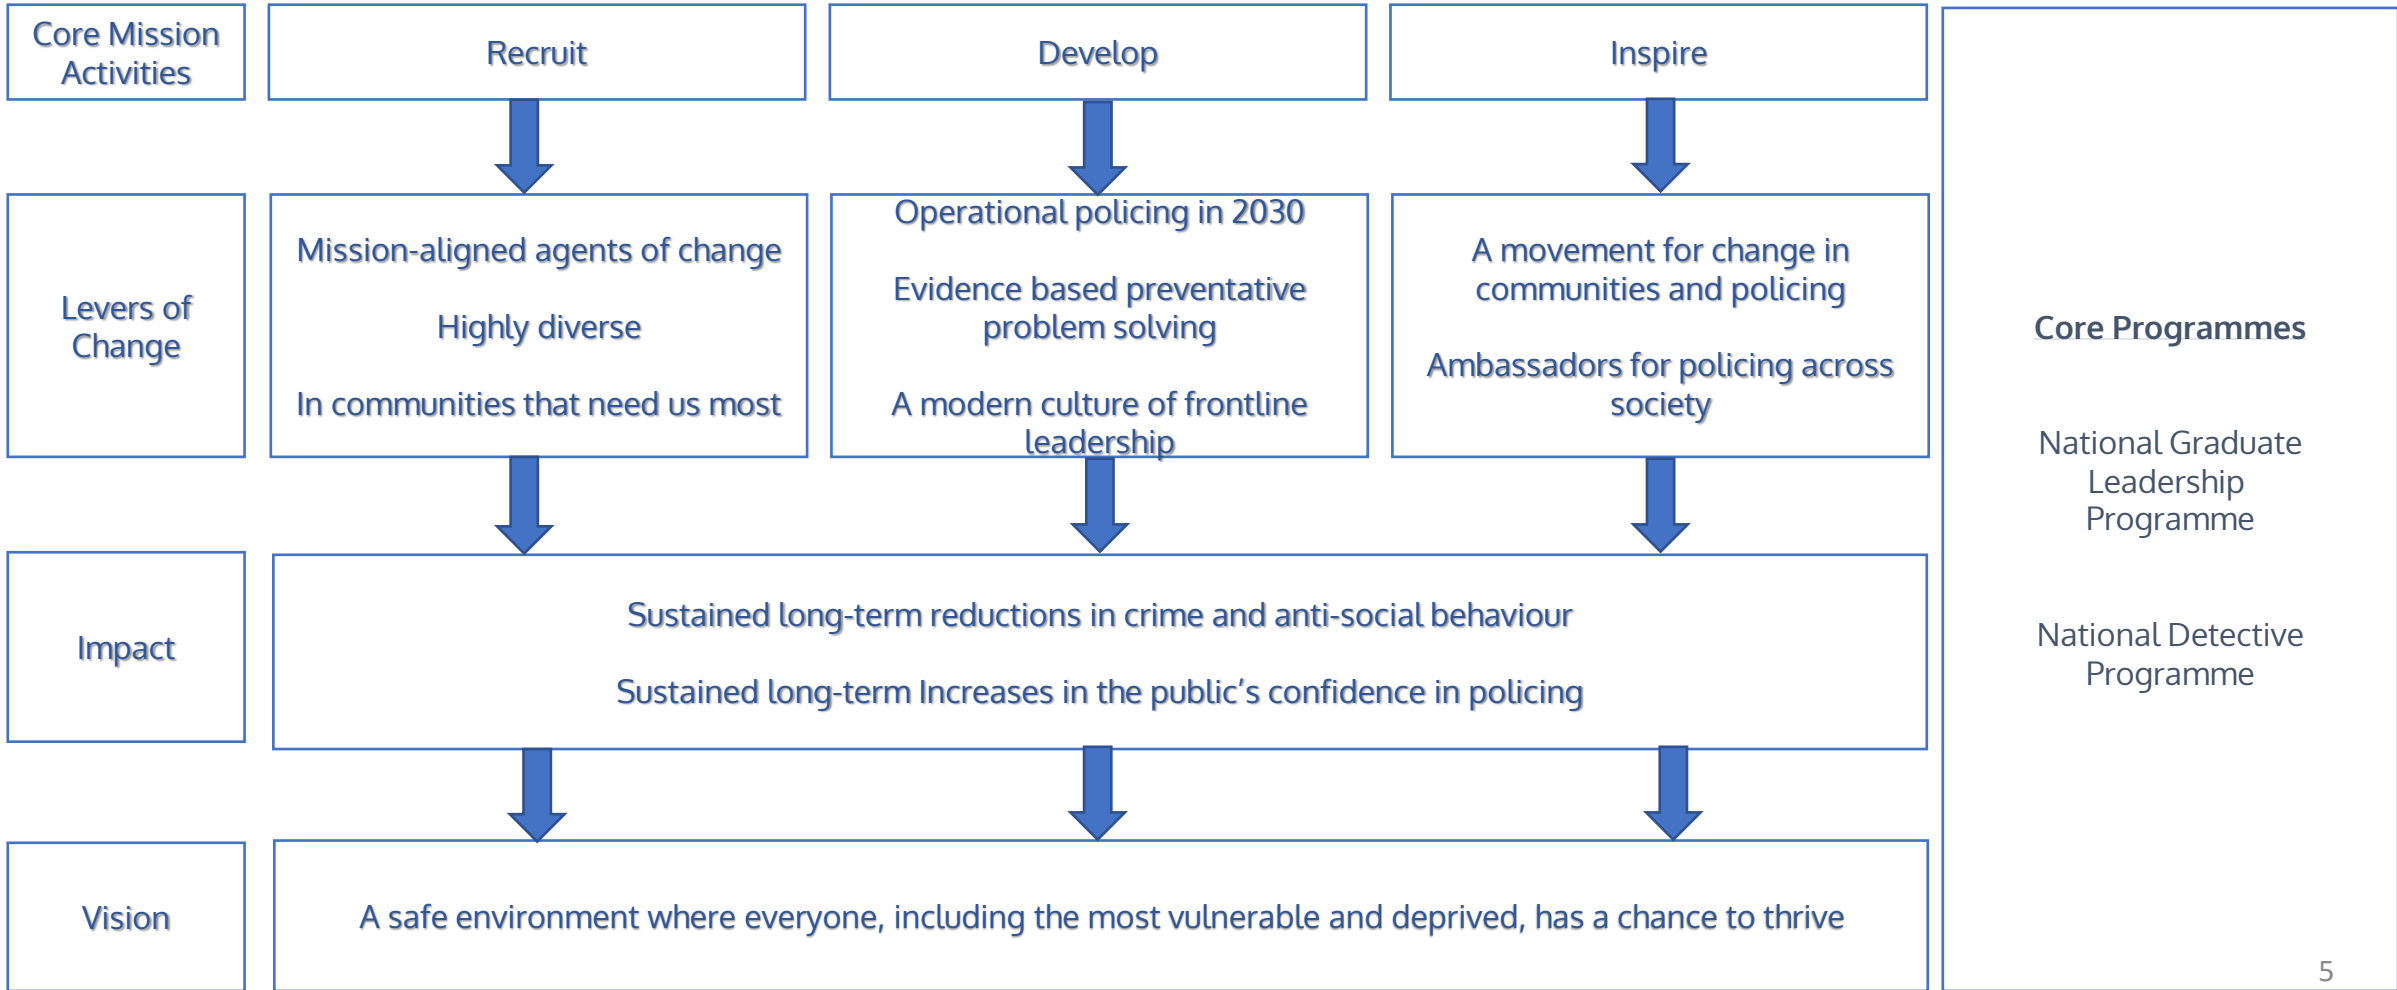 Core Mission
Activities
Recruit
Develop
Inspire
Levers of
Change
Mission-aligned agents of change
Highly diverse
In communities that need us most
Operational policing in 2030
Evidence based preventative
problem solving
A modern culture of frontline
leadership
A movement for change in
communities and policing
Ambassadors for policing across
society
Impact
Sustained long-term reductions in crime and anti-social behaviour
Sustained long-term Increases in the public’s confidence in policing
Vision
A safe environment where everyone, including the most vulnerable and deprived, has a chance to thrive
Core Programmes
National Graduate
Leadership
Programme
National Detective
Programme
5